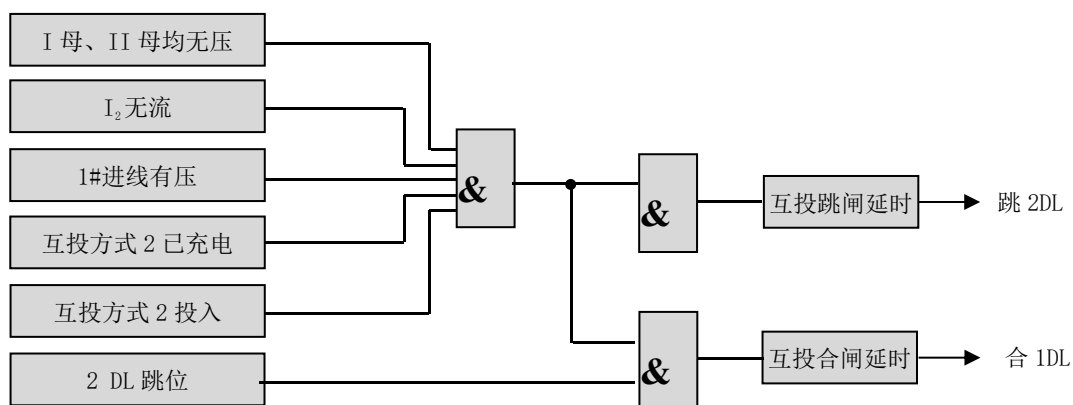 I 母、II 母均无压
I₂无流
1#进线有压
互投方式 2 已充电
互投方式 2 投入
2 DL 跳位
&
&
互投跳闸延时
跳 2DL
&
互投合闸延时
合 1DL